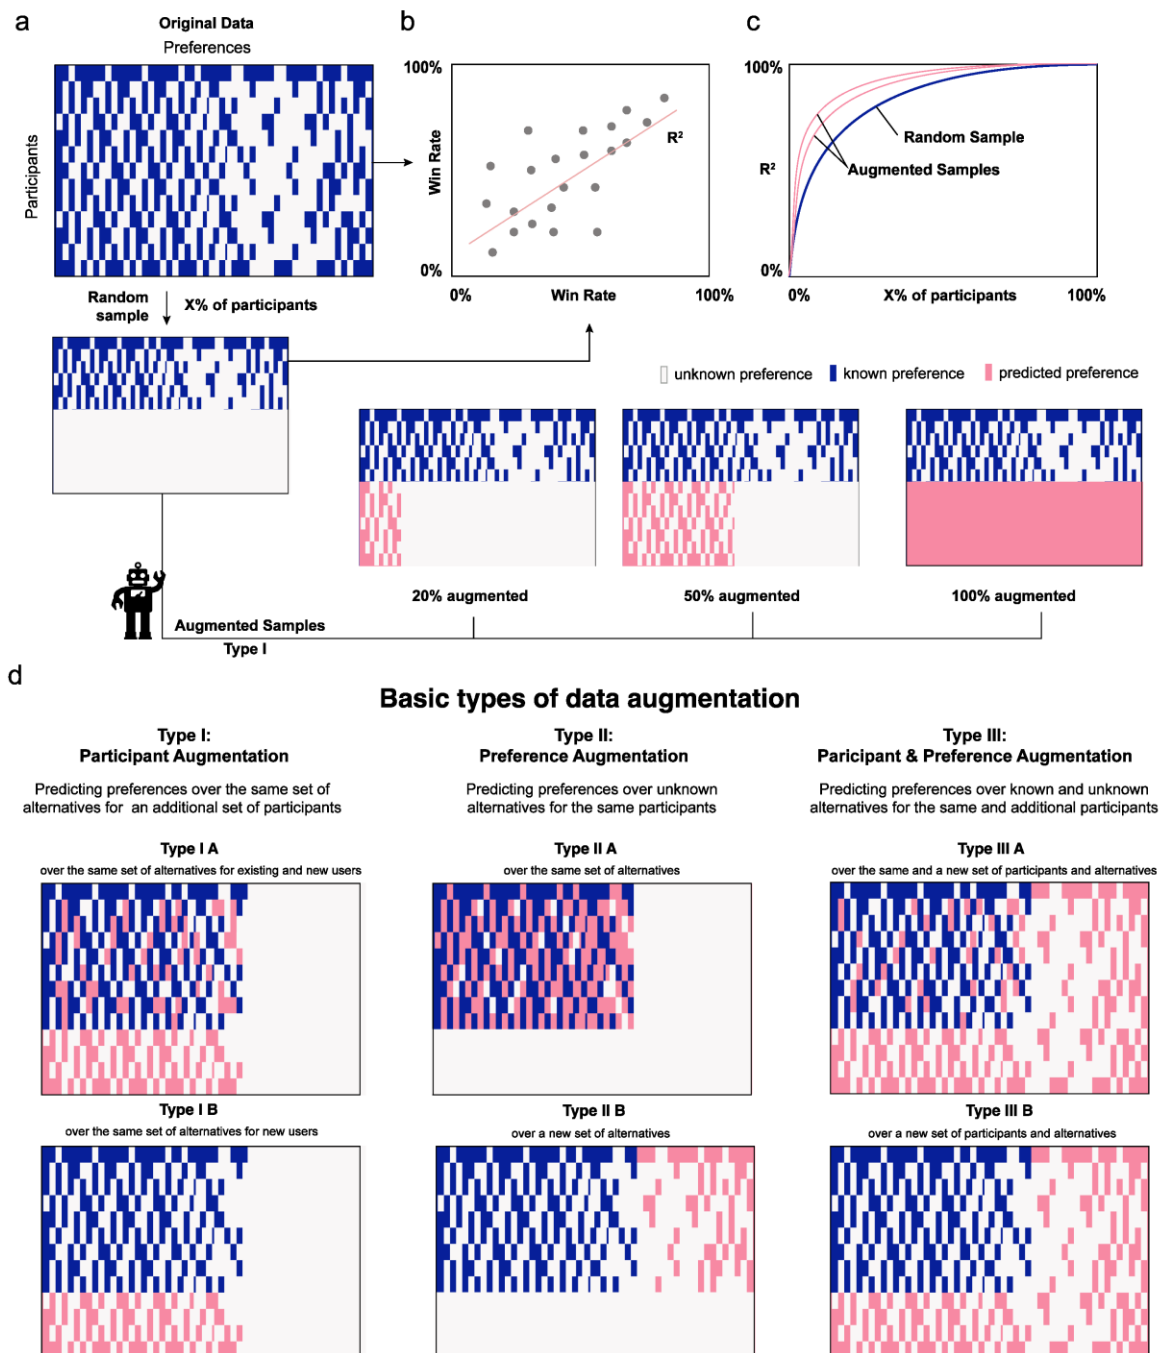 a
Original Data
Preferences
Participants
Random
sample
X% of participants
b
100%
Win Rate
R²
0%
0%
Win Rate
100%
c
100%
Random Sample
R²
Augmented Samples
0%
0%
X% of participants
100%
unknown preference
known preference
predicted preference
20% augmented
50% augmented
100% augmented
Augmented Samples
Type I
d
Basic types of data augmentation
Type I:
Participant Augmentation
Predicting preferences over the same set of
alternatives for an additional set of participants
Type I A
over the same set of alternatives for existing and new users
Type I B
over the same set of alternatives for new users
Type II:
Preference Augmentation
Predicting preferences over unknown
alternatives for the same participants
Type II A
over the same set of alternatives
Type II B
over a new set of alternatives
Type III:
Paricipant & Preference Augmentation
Predicting preferences over known and unknown
alternatives for the same and additional participants
Type III A
over the same and a new set of participants and alternatives
Type III B
over a new set of participants and alternatives